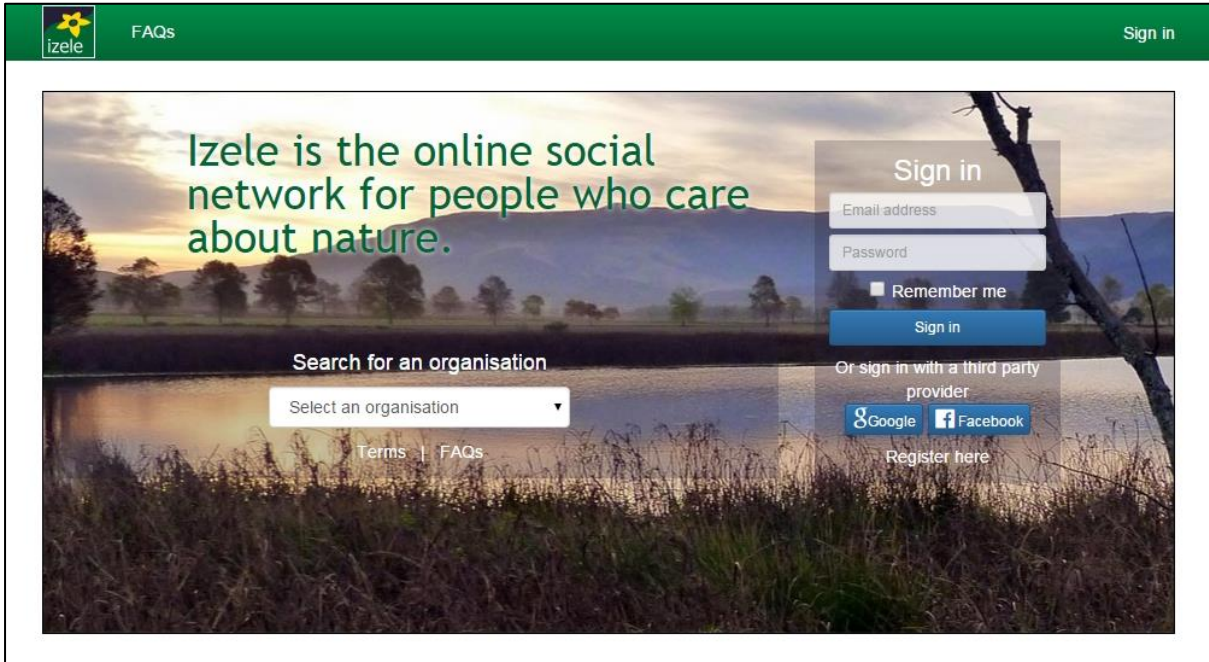 izele
FAQs
Sign in
Izele is the online social
network for people who care
about nature.
Search for an organisation
Select an organisation
Terms | FAQs
Sign in
Email address
Password
Remember me
Sign in
Or sign in with a third party
provider
Google
Facebook
Register here